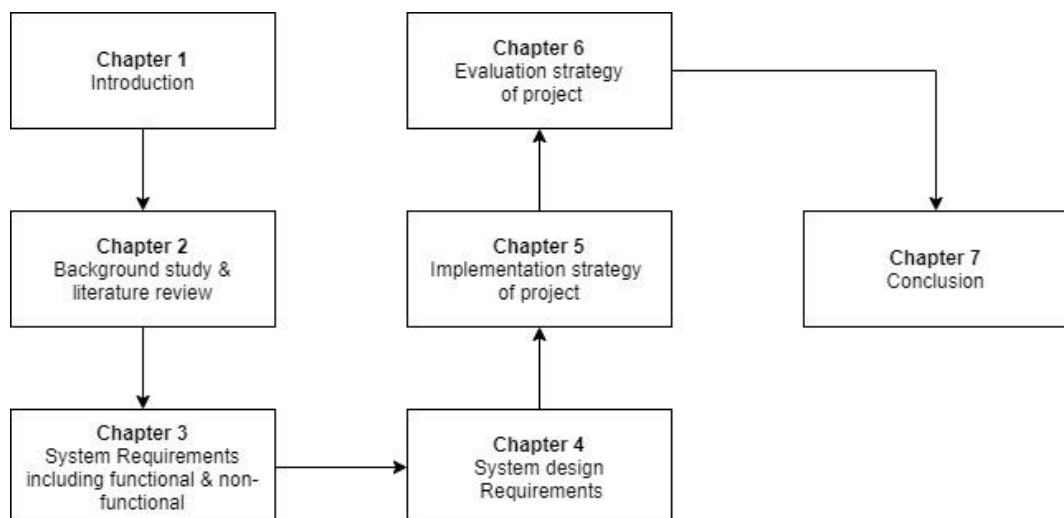 Chapter 1
Introduction
Chapter 2
Background study &
literature review
Chapter 3
System Requirements
including functional & non-
functional
Chapter 4
System design
Requirements
Chapter 5
Implementation strategy
of project
Chapter 6
Evaluation strategy
of project
Chapter 7
Conclusion